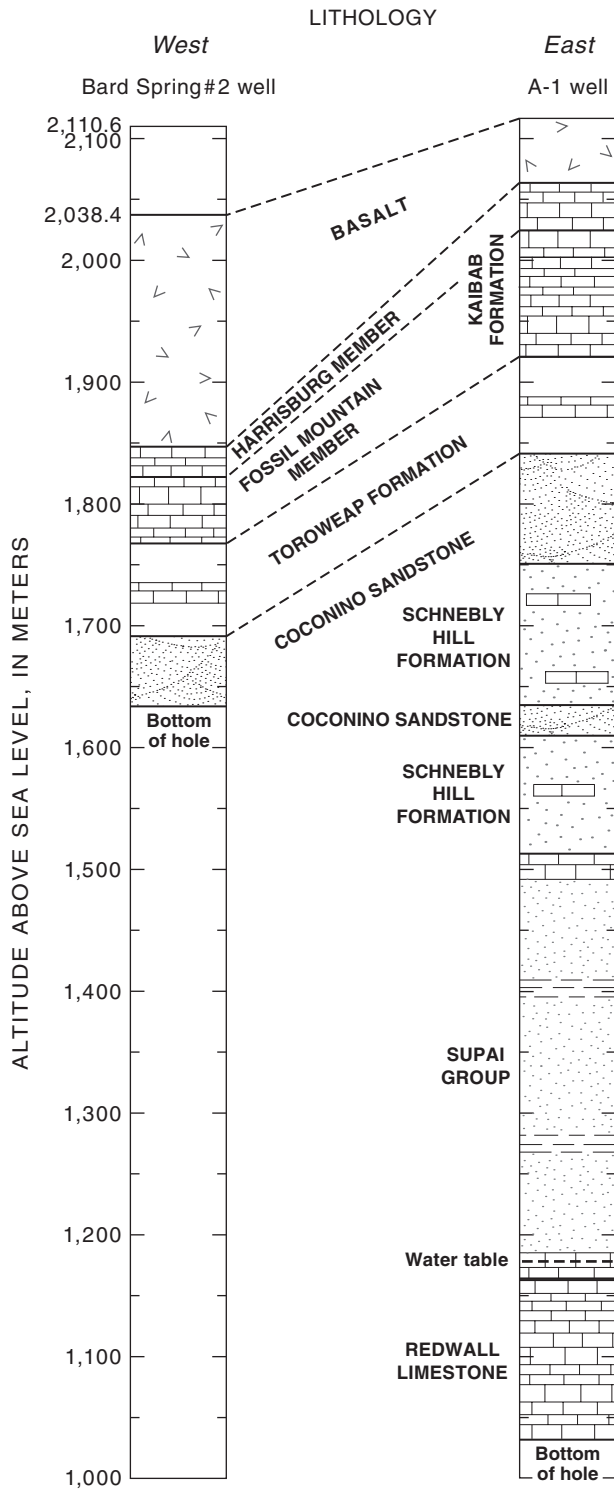 LITHOLOGY
West
East
Bard Spring #2 well
A-1 well
2,110.6
2,100
2,038.4
2,000
1,900
1,800
1,700
1,600
1,500
1,400
1,300
1,200
1,100
1,000
ALTITUDE ABOVE SEA LEVEL, IN METERS
BASALT
HARRISBURG MEMBER
FOSSIL MOUNTAIN
MEMBER
KAIBAB
FORMATION
TOROWEAP FORMATION
COCONINO SANDSTONE
Bottom
of hole
SCHNEBLY
HILL
FORMATION
COCONINO SANDSTONE
SCHNEBLY
HILL
FORMATION
SUPAI
GROUP
Water table
REDWALL
LIMESTONE
Bottom
of hole